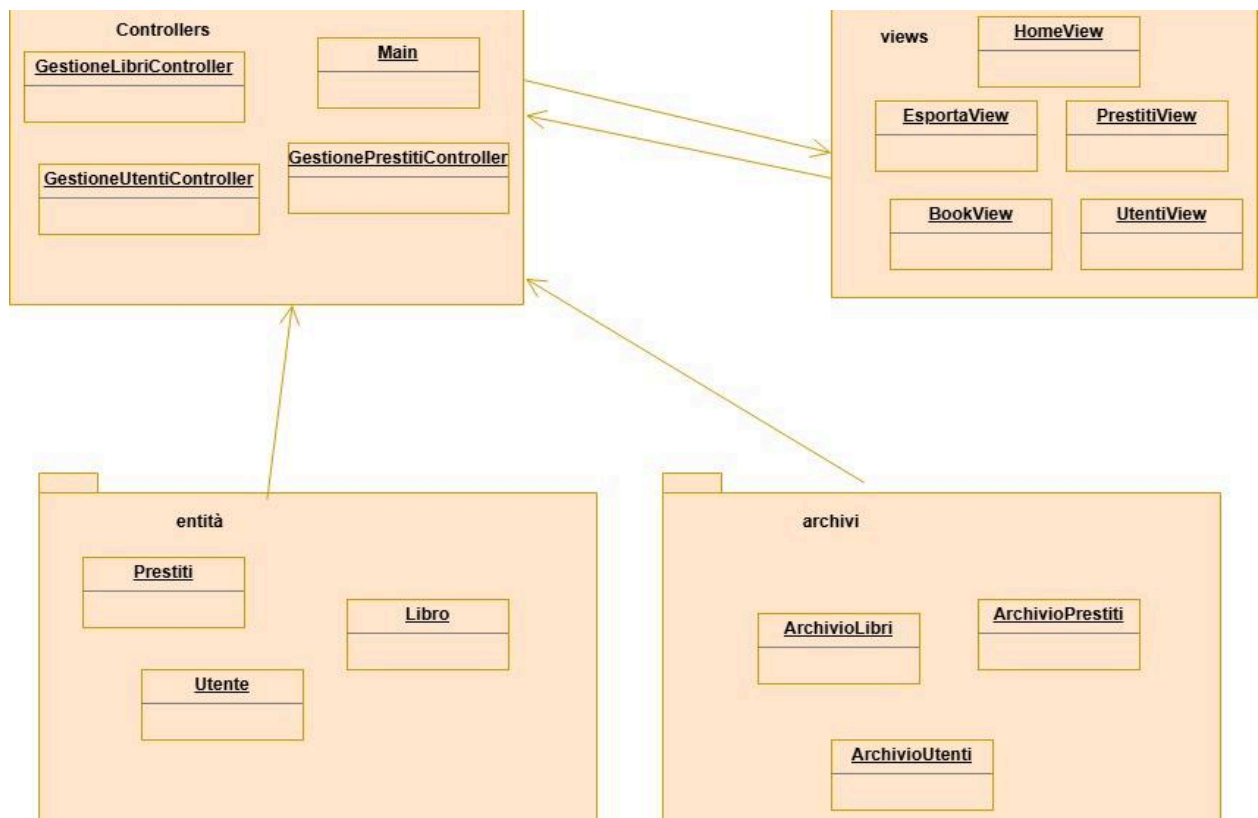 Controllers
GestioneLibriController
Main
GestioneUtentiController
GestionePrestitiController
views
HomeView
EsportaView
PrestitiView
BookView
UtentiView
entità
Prestiti
Libro
Utente
archivi
ArchivioLibri
ArchivioPrestiti
ArchivioUtenti